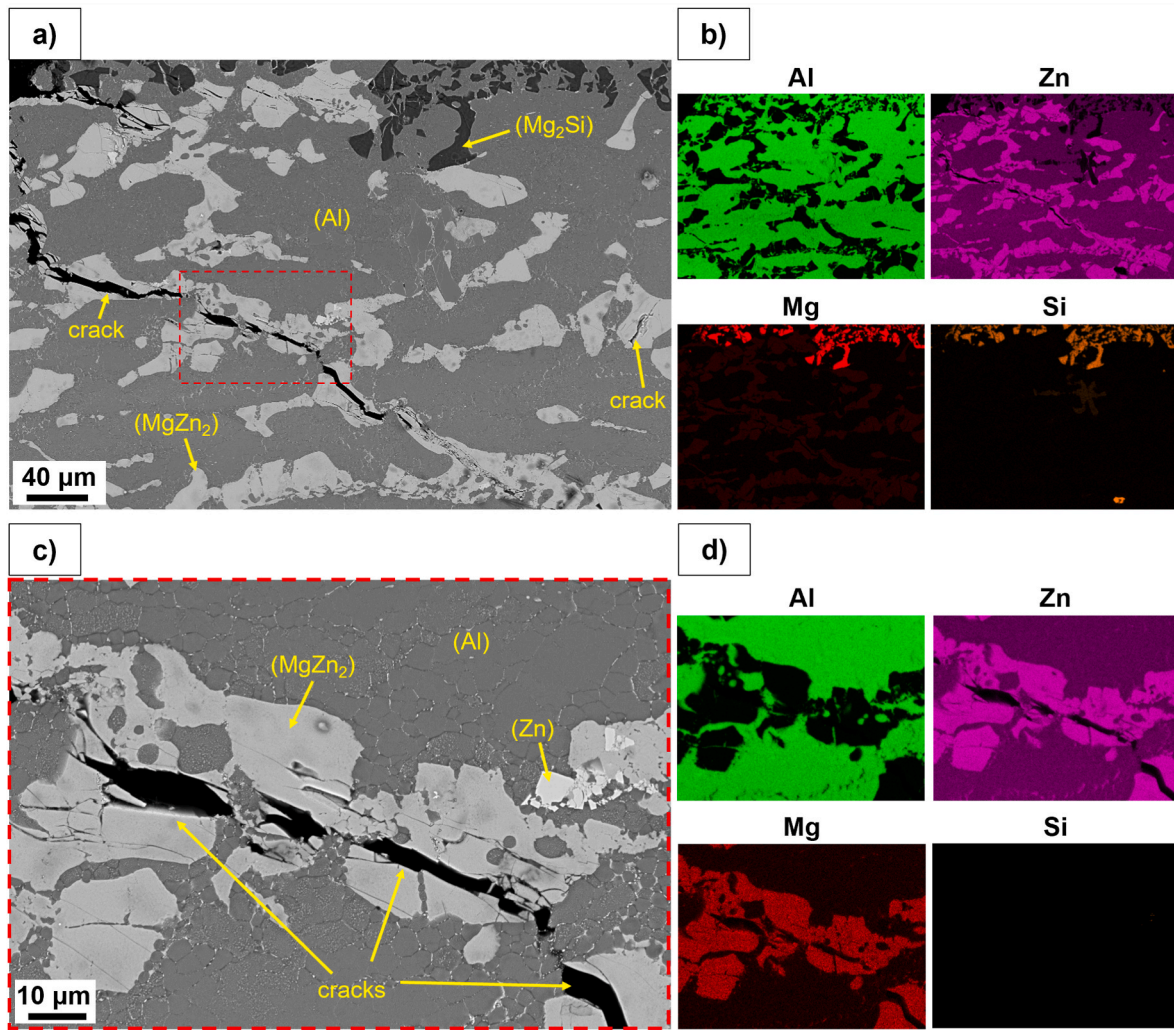 a)
(Mg₂Si)
(Al)
crack
crack
(MgZn₂)
40 µm
b)
Al Zn
Mg Si
c)
(Al)
(MgZn₂)
(Zn)
cracks
10 µm
d)
Al Zn
Mg Si